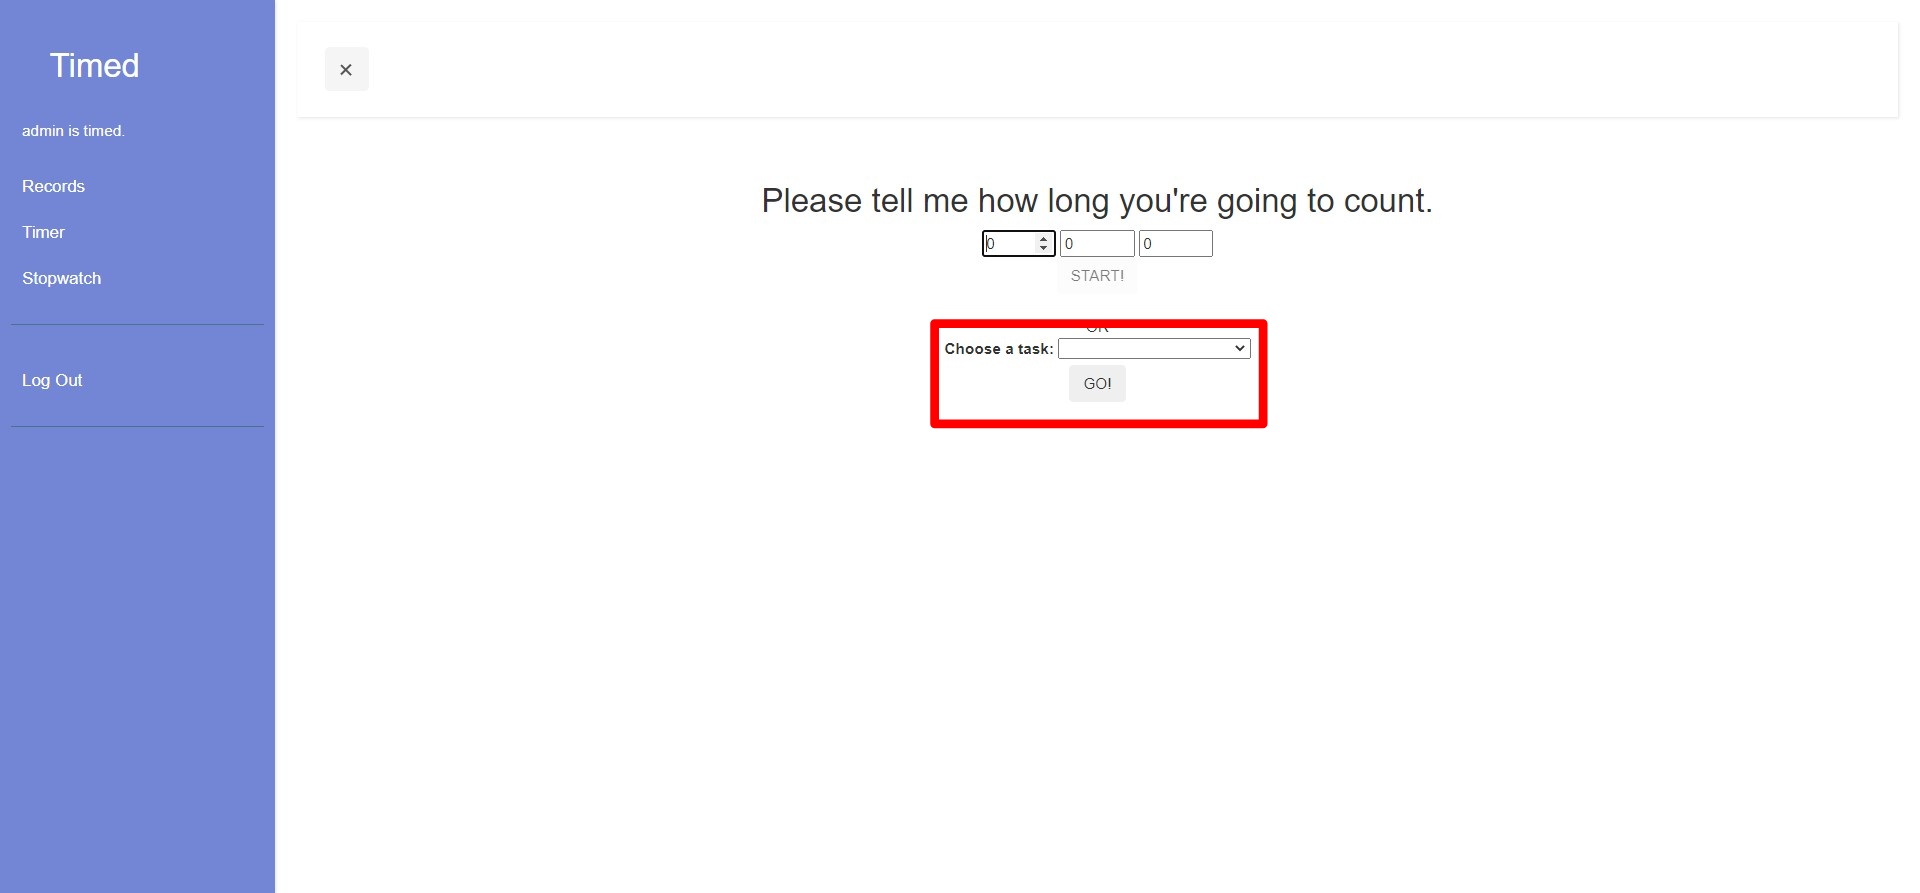 Timed
admin is timed.
Records
Timer
Stopwatch
Log Out
×
Please tell me how long you're going to count.
0 0 0
START!
OR
Choose a task:
GO!